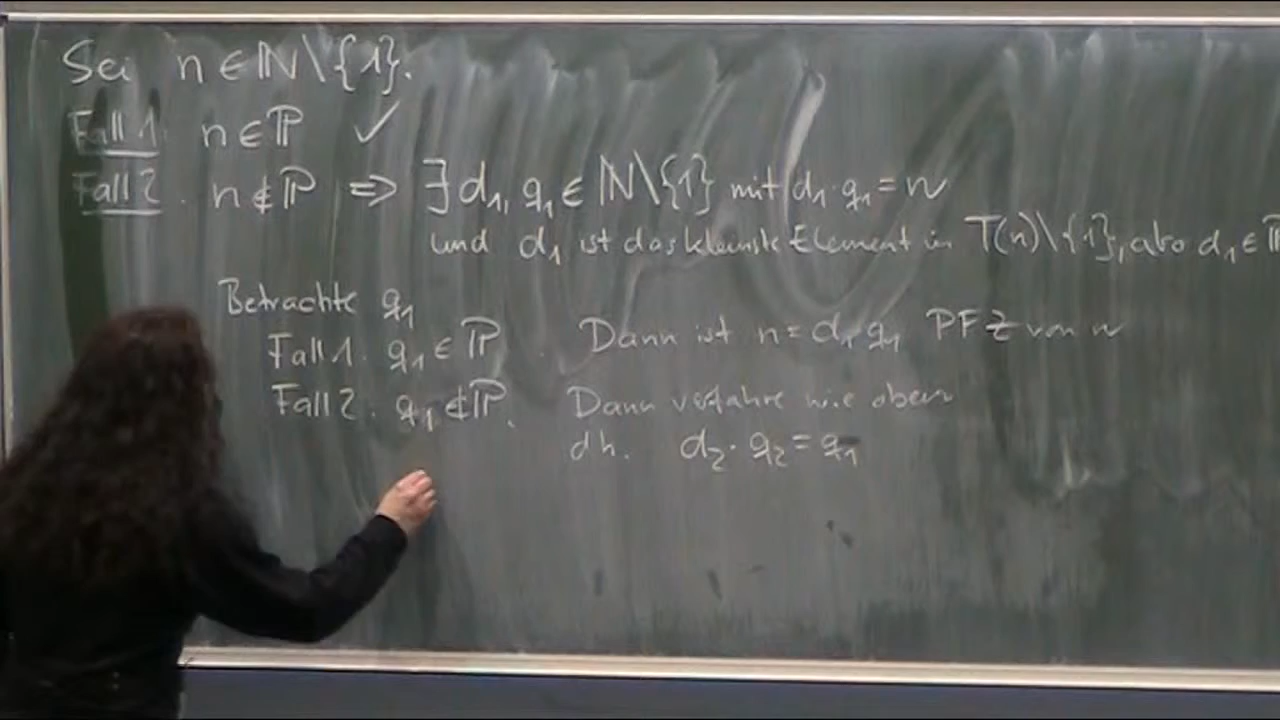 Sei n ∈ ℕ\{1}.
Fall 1. n ∈ ℙ ✓
Fall 2. n ∉ ℙ ⇒ ∃ d₁, q₁ ∈ ℕ\{1} mit d₁·q₁ = n
und d₁ ist das kleinste Element in T(n)\{1}, also d₁ ∈ ℙ
Betrachte q₁
Fall 1. q₁ ∈ ℙ. Dann ist n = d₁·q₁ PFZ von n
Fall 2. q₁ ∉ ℙ. Dann verfahre wie oben
dh. d₂·q₂ = q₁